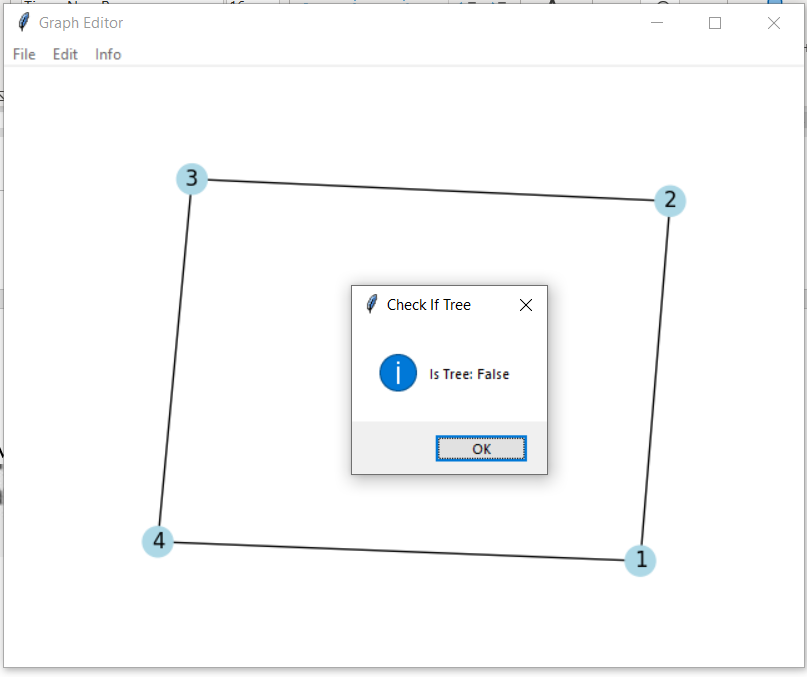 Graph Editor
File Edit Info
3
2
Check If Tree
i
Is Tree: False
OK
4
1